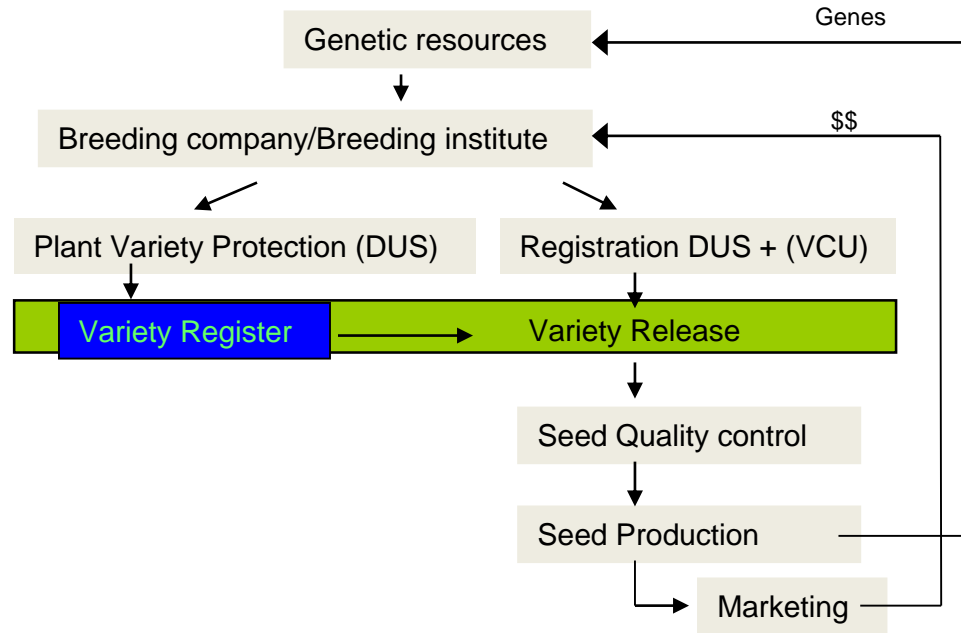 Genes
Genetic resources
$$
Breeding company/Breeding institute
Plant Variety Protection (DUS)
Registration DUS + (VCU)
Variety Register
Variety Release
Seed Quality control
Seed Production
Marketing